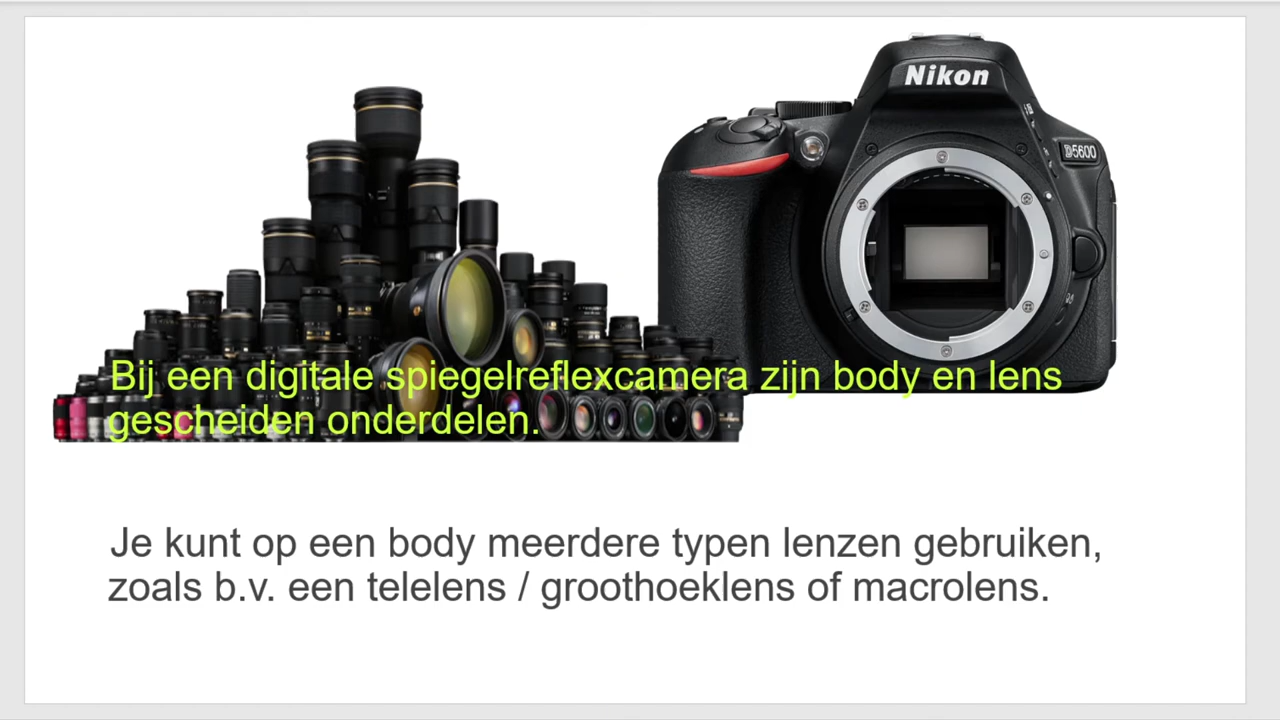 Nikon
D5600
Bij een digitale spiegelreflexcamera zijn body en lens
gescheiden onderdelen.
Je kunt op een body meerdere typen lenzen gebruiken,
zoals b.v. een telelens / groothoeklens of macrolens.